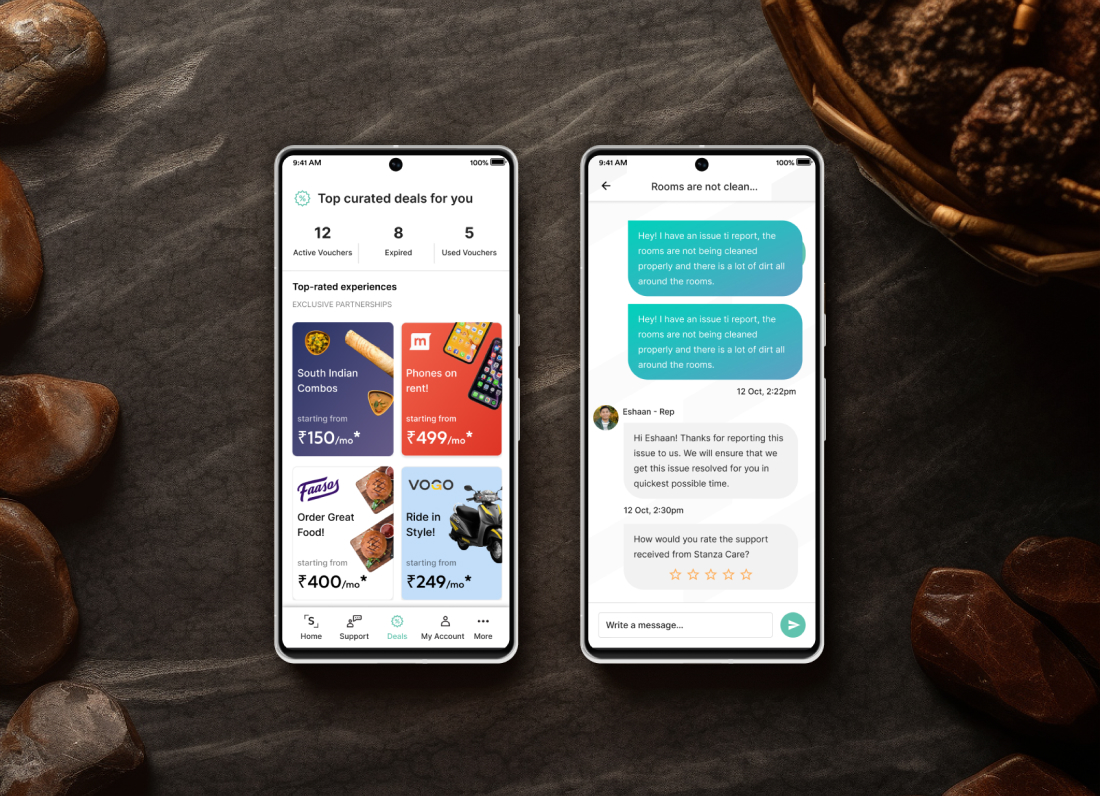 9:41 AM
100%
Top curated deals for you
12
8
5
Active Vouchers
Expired
Used Vouchers
Top-rated experiences
EXCLUSIVE PARTNERSHIPS
South Indian
Combos
starting from
₹150/mo*
m
Phones on
rent!
starting from
₹499/mo*
Faasos
Order Great
Food!
starting from
₹400/mo*
VOGO
Ride in
Style!
starting from
₹249/mo*
S
Home
Support
Deals
My Account
More
9:41 AM
100%
Rooms are not clean...
Hey! I have an issue ti report, the
rooms are not being cleaned
properly and there is a lot of dirt all
around the rooms.
Hey! I have an issue ti report, the
rooms are not being cleaned
properly and there is a lot of dirt all
around the rooms.
12 Oct, 2:22pm
Eshaan - Rep
Hi Eshaan! Thanks for reporting this
issue to us. We will ensure that we
get this issue resolved for you in
quickest possible time.
12 Oct, 2:30pm
How would you rate the support
received from Stanza Care?
Write a message...